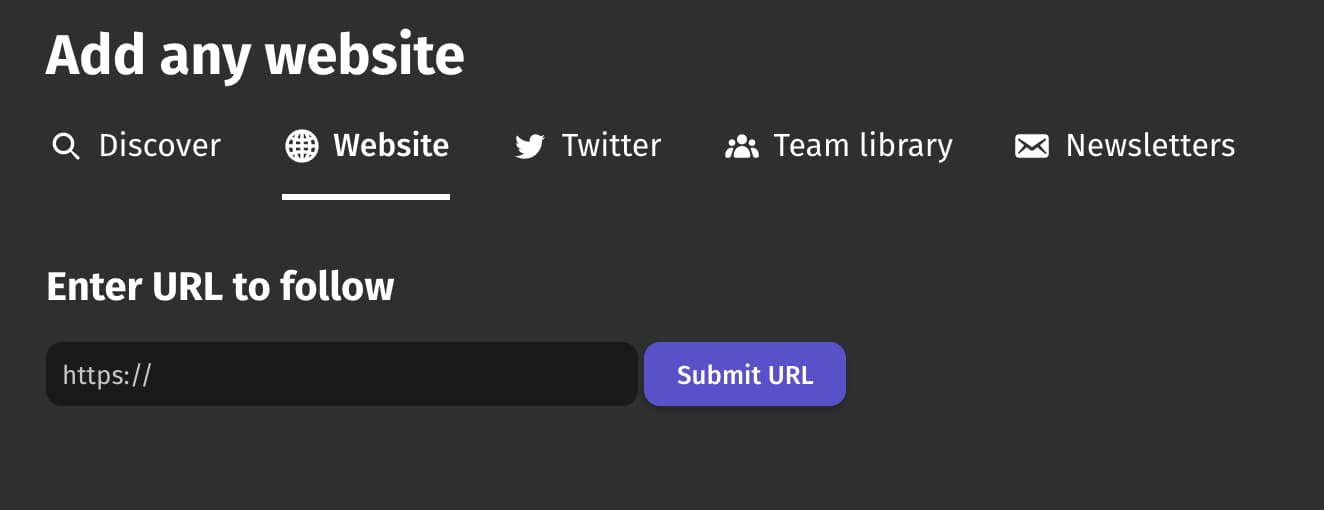 Add any website
Discover Website Twitter Team library Newsletters
Enter URL to follow
https:// Submit URL